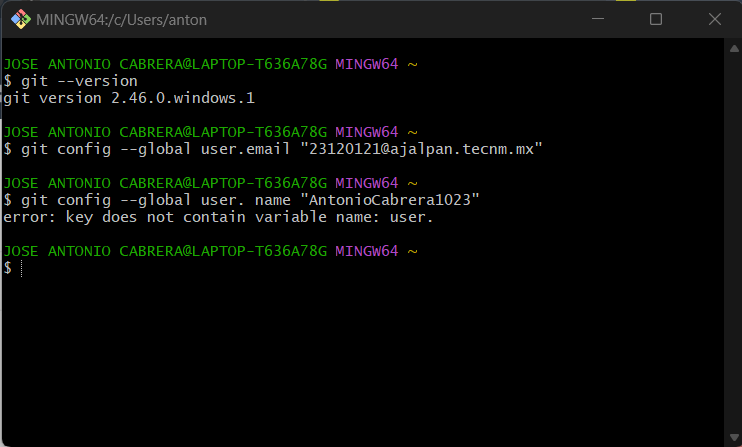 MINGW64:/c/Users/anton
JOSE ANTONIO CABRERA@LAPTOP-T636A78G MINGW64 ~
$ git --version
git version 2.46.0.windows.1
JOSE ANTONIO CABRERA@LAPTOP-T636A78G MINGW64 ~
$ git config --global user.email "23120121@ajalpan.tecnm.mx"
JOSE ANTONIO CABRERA@LAPTOP-T636A78G MINGW64 ~
$ git config --global user. name "AntonioCabrera1023"
error: key does not contain variable name: user.
JOSE ANTONIO CABRERA@LAPTOP-T636A78G MINGW64 ~
$